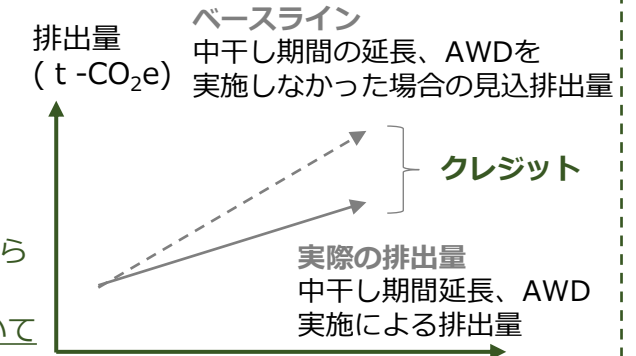 ベースライン
排出量
( t -CO₂e)
中干し期間の延長、AWDを
実施しなかった場合の見込排出量
クレジット
実際の排出量
中干し期間延長、AWD
実施による排出量
ら
いて